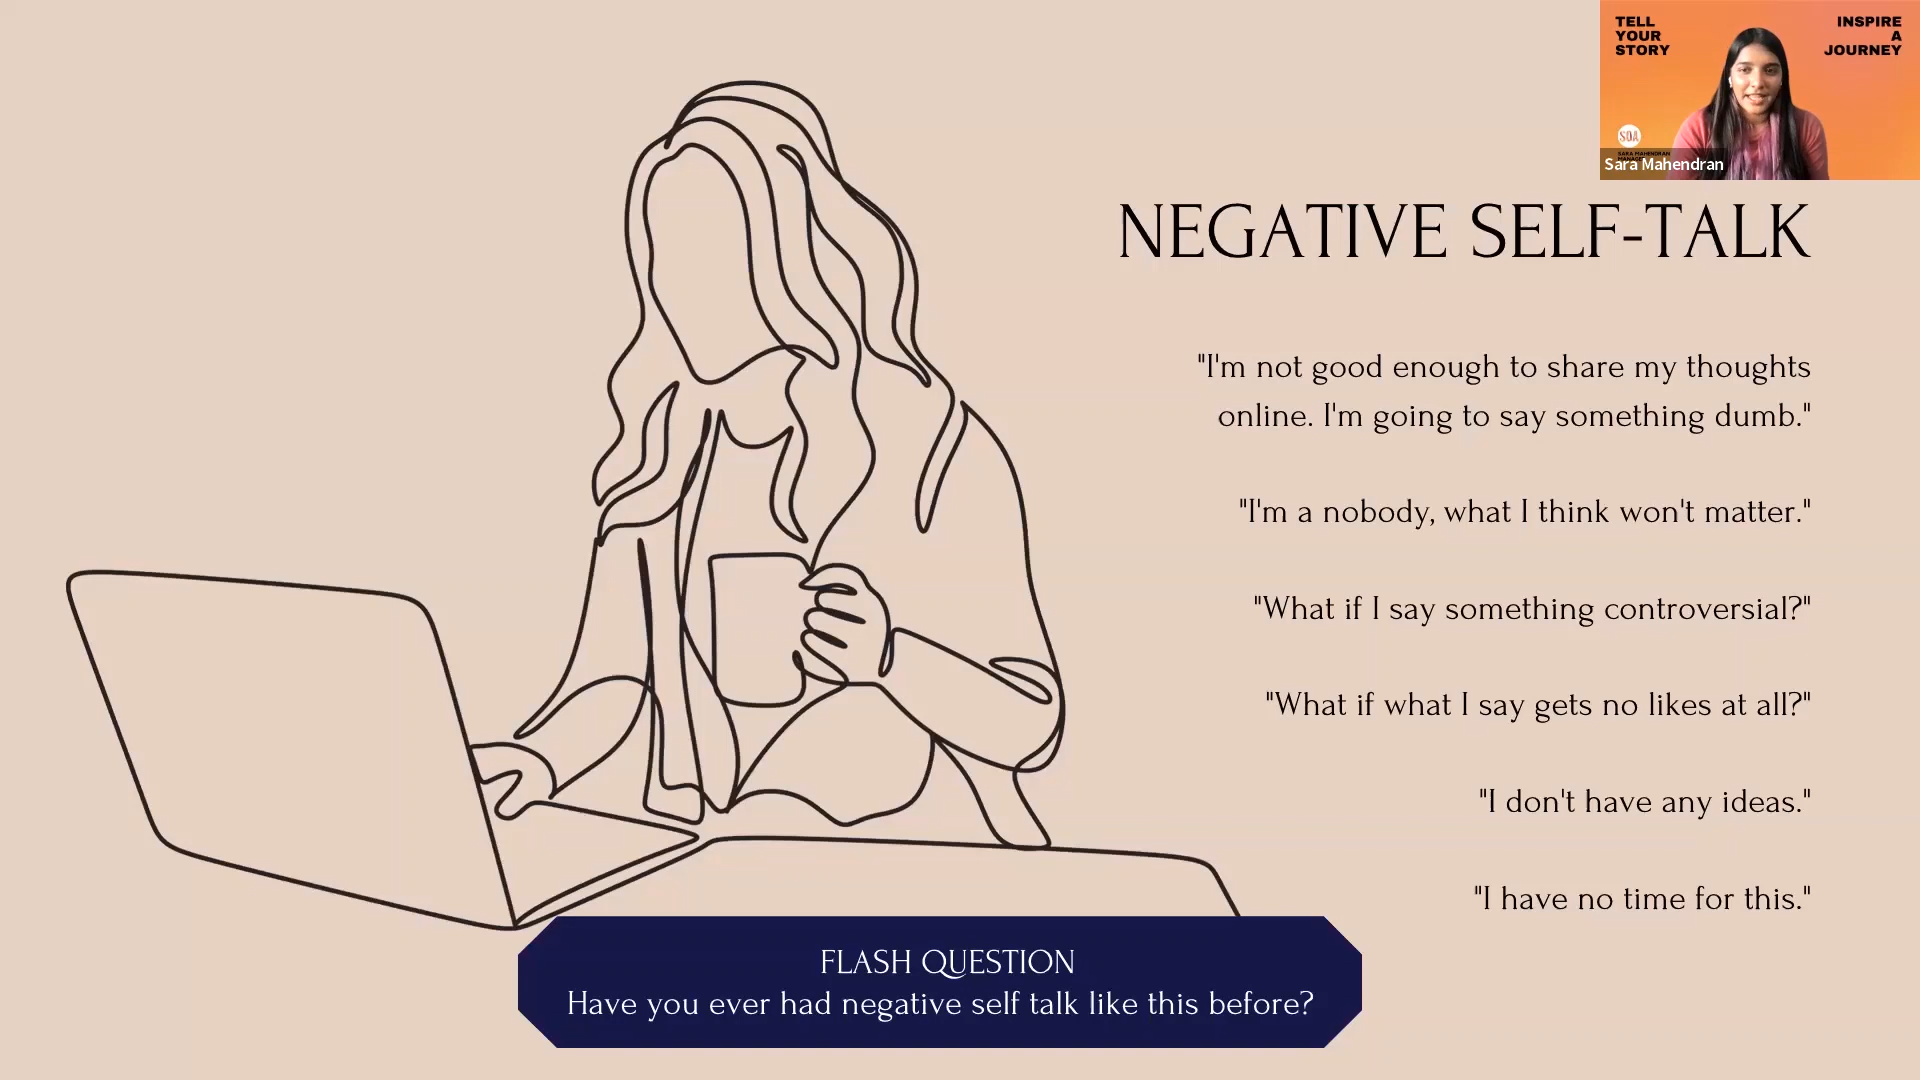 TELL
YOUR
STORY
INSPIRE
A
JOURNEY
SDA
SARA MAHENDRAN
Sara Mahendran
NEGATIVE SELF-TALK
"I'm not good enough to share my thoughts
online. I'm going to say something dumb."
"I'm a nobody, what I think won't matter."
"What if I say something controversial?"
"What if what I say gets no likes at all?"
"I don't have any ideas."
"I have no time for this."
FLASH QUESTION
Have you ever had negative self talk like this before?